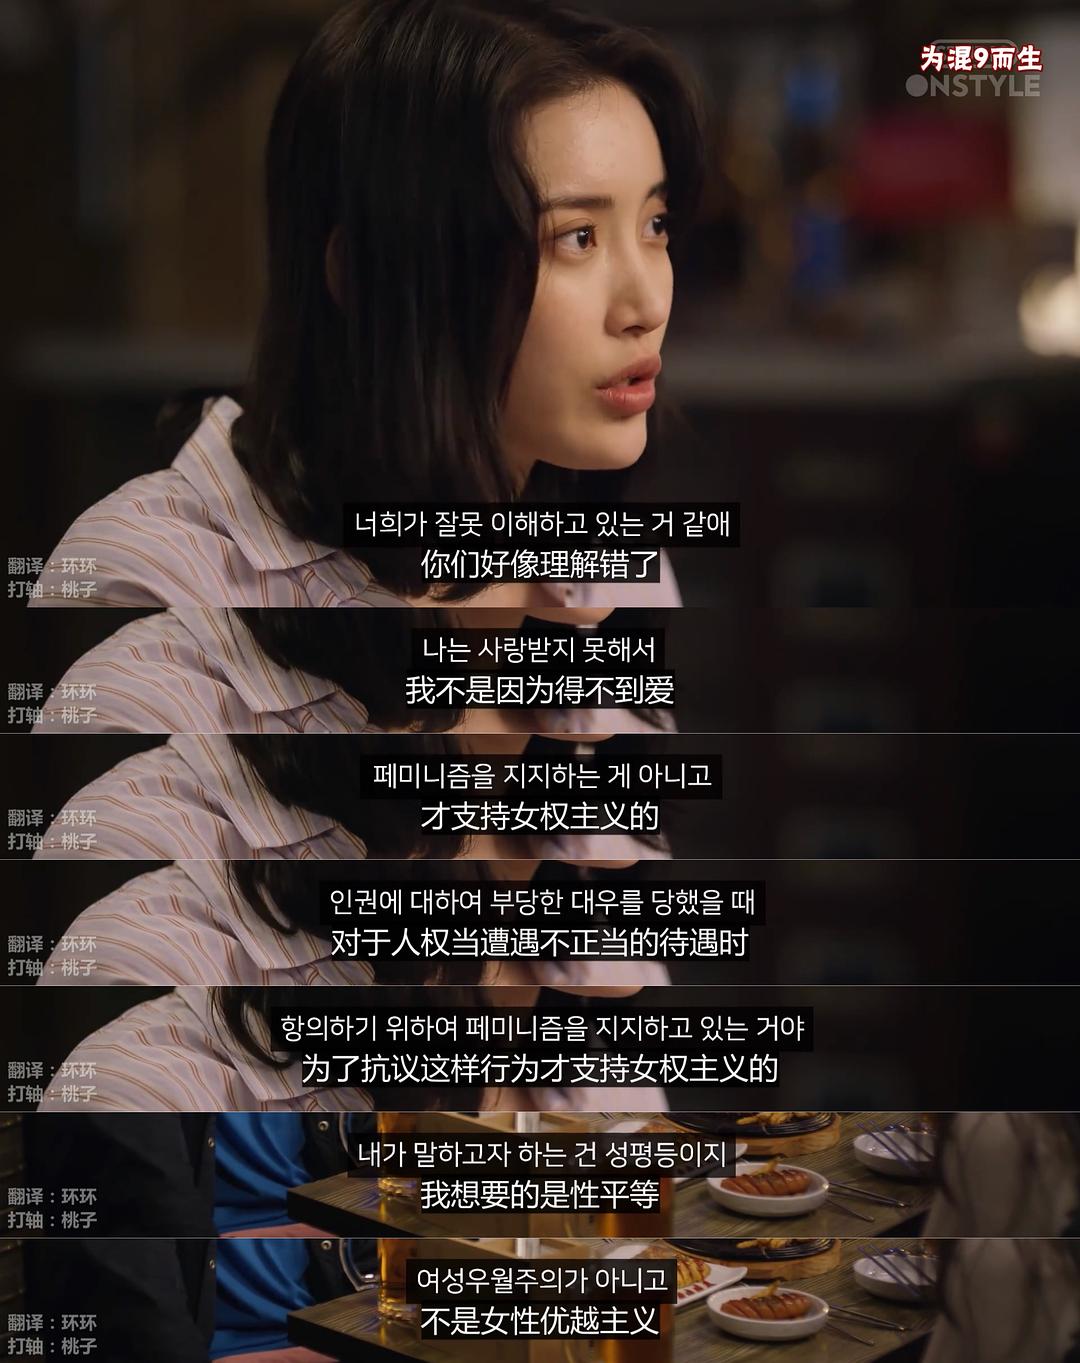 为混9而生
ONSTYLE
너희가 잘못 이해하고 있는 거 같애
你们好像理解错了
翻译：环环
打轴：桃子
나는 사랑받지 못해서
我不是因为得不到爱
翻译：环环
打轴：桃子
페미니즘을 지지하는 게 아니고
才支持女权主义的
翻译：环环
打轴：桃子
인권에 대하여 부당한 대우를 당했을 때
对于人权当遭遇不正当的待遇时
翻译：环环
打轴：桃子
항의하기 위하여 페미니즘을 지지하고 있는 거야
为了抗议这样行为才支持女权主义的
翻译：环环
打轴：桃子
내가 말하고자 하는 건 성평등이지
我想要的是性平等
翻译：环环
打轴：桃子
여성우월주의가 아니고
不是女性优越主义
翻译：环环
打轴：桃子